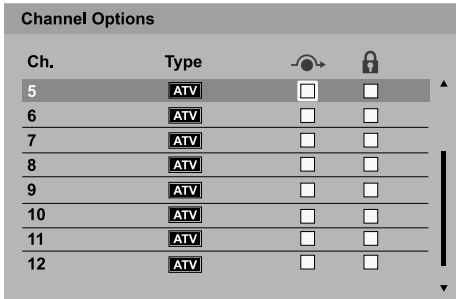 Channel Options
Ch. Type
5 ATV
6 ATV
7 ATV
8 ATV
9 ATV
10 ATV
11 ATV
12 ATV